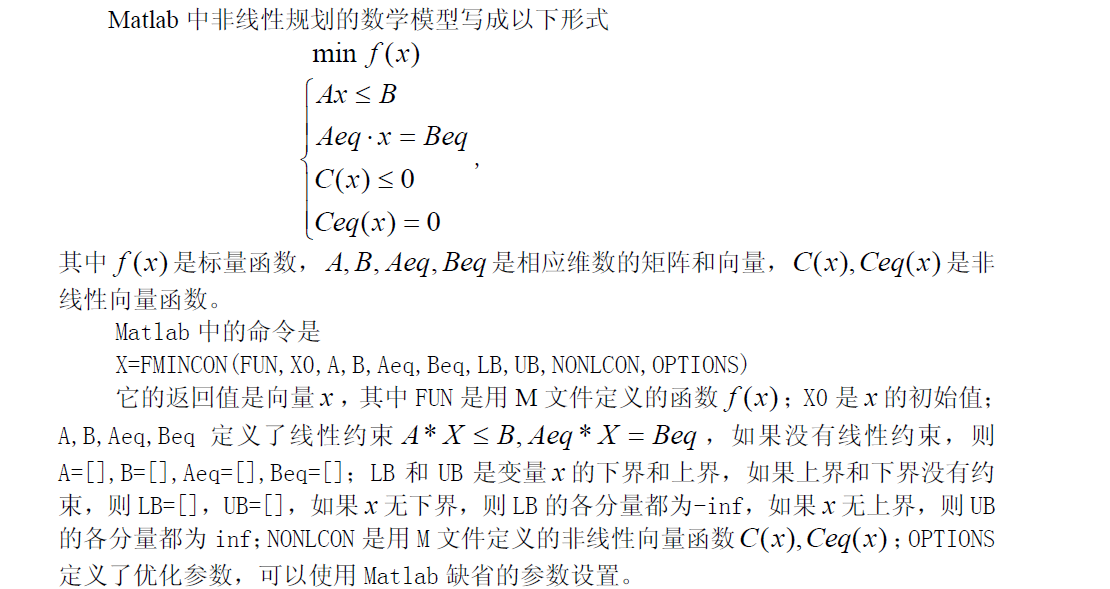 Matlab 中非线性规划的数学模型写成以下形式
min f(x)
Ax ≤ B
Aeq · x = Beq
C(x) ≤ 0 ,
Ceq(x) = 0
其中 f(x) 是标量函数，A, B, Aeq, Beq 是相应维数的矩阵和向量，C(x), Ceq(x) 是非
线性向量函数。
Matlab 中的命令是
X=FMINCON(FUN,X0,A,B,Aeq,Beq,LB,UB,NONLCON,OPTIONS)
它的返回值是向量 x，其中 FUN 是用 M 文件定义的函数 f(x)；X0 是 x 的初始值；
A,B,Aeq,Beq 定义了线性约束 A * X ≤ B, Aeq * X = Beq，如果没有线性约束，则
A=[],B=[],Aeq=[],Beq=[]；LB 和 UB 是变量 x 的下界和上界，如果上界和下界没有约
束，则 LB=[]，UB=[]，如果 x 无下界，则 LB 的各分量都为-inf，如果 x 无上界，则 UB
的各分量都为 inf；NONLCON 是用 M 文件定义的非线性向量函数 C(x), Ceq(x)；OPTIONS
定义了优化参数，可以使用 Matlab 缺省的参数设置。